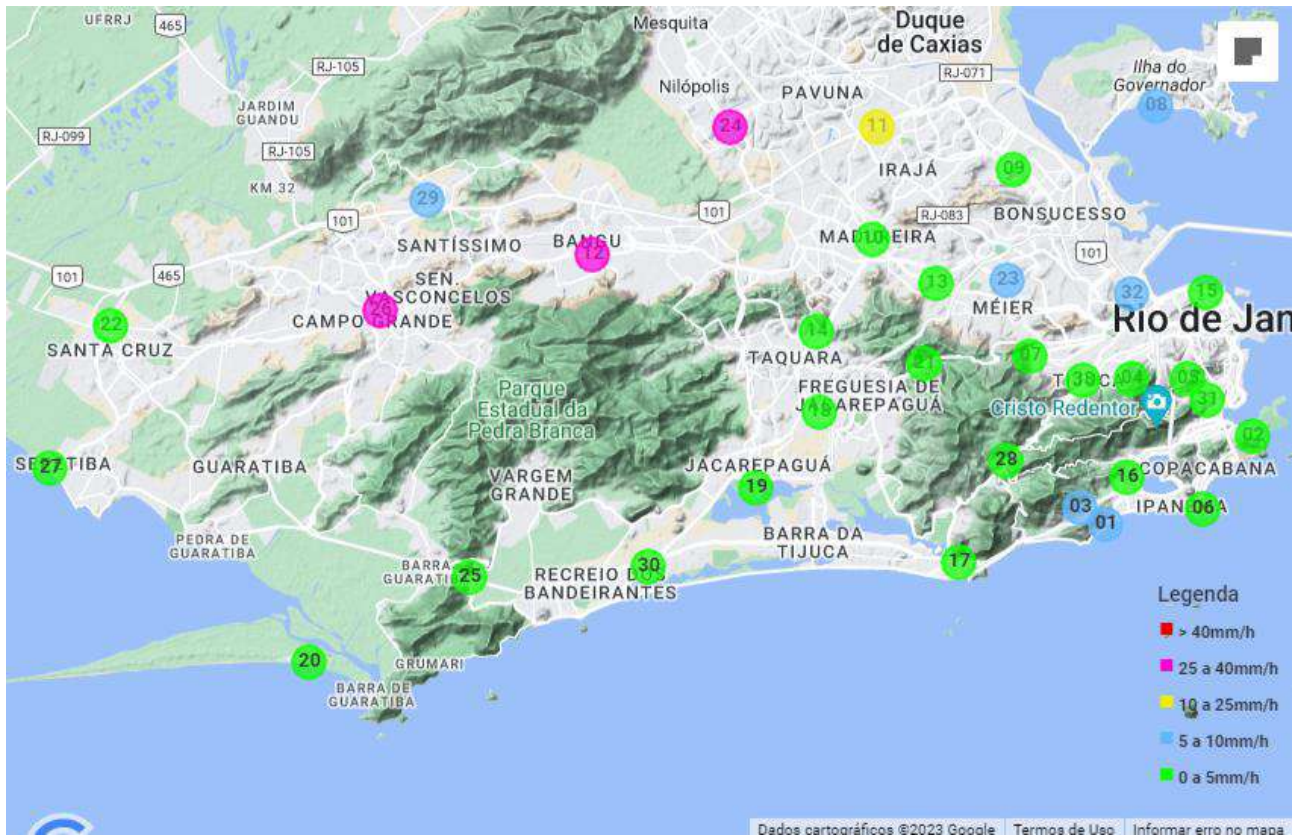 UFRRJ
465
Mesquita
Duque
de Caxias
RJ-105
RJ-071
Ilha do
Governador
Nilópolis
PAVUNA
08
JARDIM
GUANDU
24
11
RJ-099
RJ-105
IRAJÁ
09
KM 32
29
101
101
RJ-083
BONSUCESSO
SANTÍSSIMO
BANGU
12
MADUREIRA
10
101
101
465
SEN.
VASCONCELOS
13
23
32
15
26
CAMPO GRANDE
MÉIER
Rio de Jan
22
SANTA CRUZ
14
TAQUARA
21
07
FREGUESIA DE
JACAREPAGUÁ
18
04
05
31
Parque
Estadual da
Pedra Branca
Cristo Redentor
02
27
GUARATIBA
JACAREPAGUÁ
28
COPACABANA
VARGEM
GRANDE
19
16
03
01
06
PEDRA DE
GUARATIBA
BARRA DA
TIJUCA
25
30
17
RECREIO DOS
BANDEIRANTES
Legenda
> 40mm/h
25 a 40mm/h
10 a 25mm/h
5 a 10mm/h
0 a 5mm/h
20
GRUMARI
BARRA DE
GUARATIBA
Dados cartográficos ©2023 Google
Termos de Uso
Informar erro no mapa